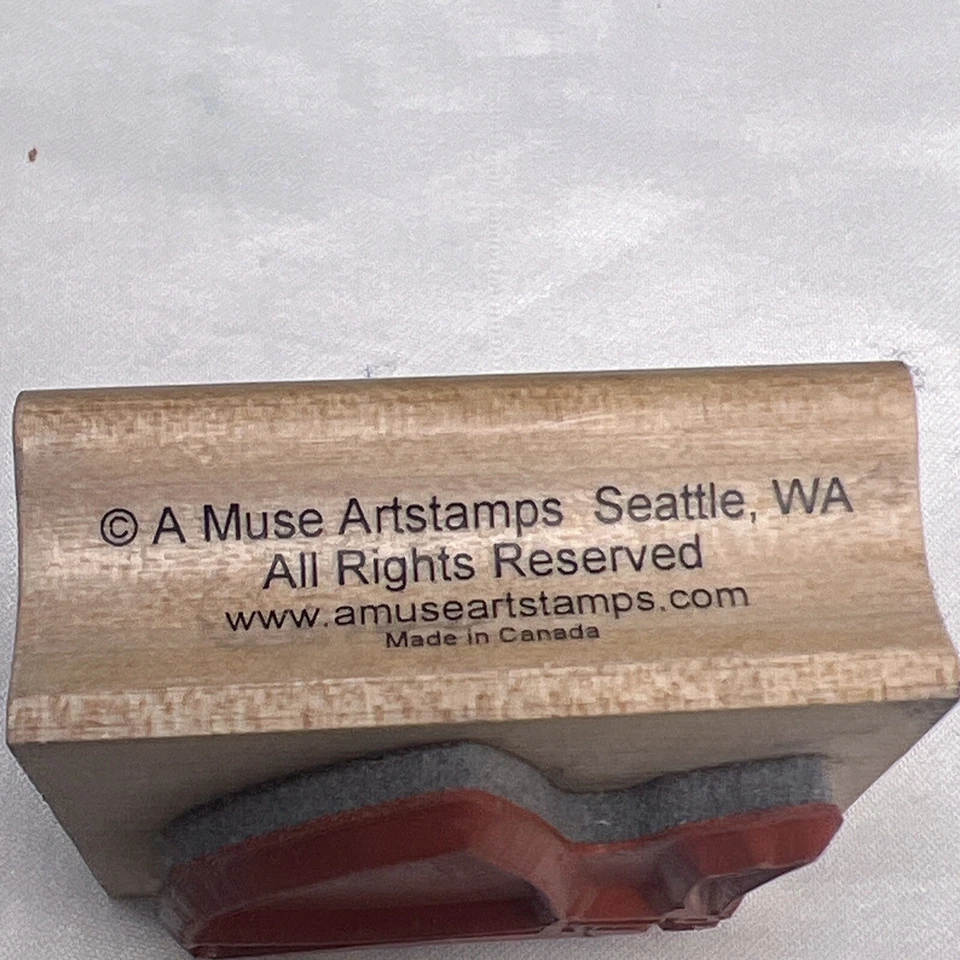 © A Muse Artstamps Seattle, WA
All Rights Reserved
www.amuseartstamps.com
Made in Canada